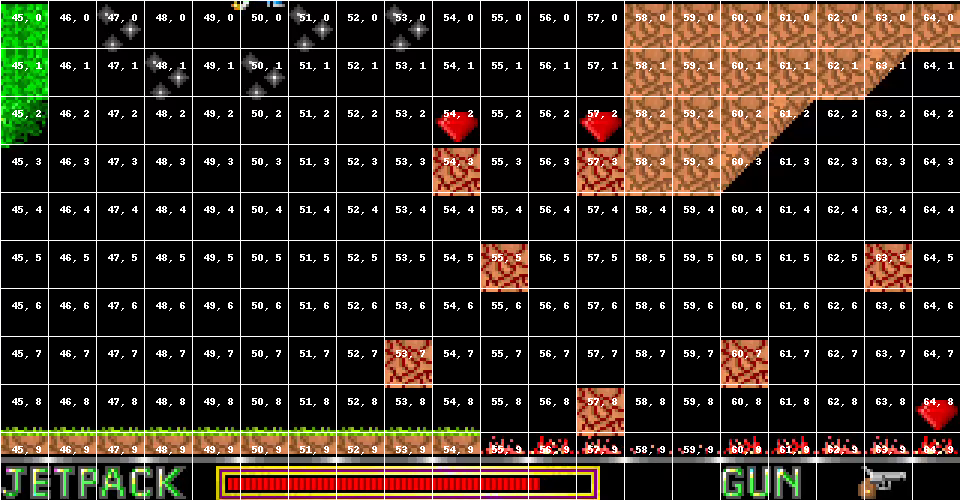 45, 0 46, 0 47, 0 48, 0 49, 0 50, 0 51, 0 52, 0 53, 0 54, 0 55, 0 56, 0 57, 0 58, 0 59, 0 60, 0 61, 0 62, 0 63, 0 64, 0
45, 1 46, 1 47, 1 48, 1 49, 1 50, 1 51, 1 52, 1 53, 1 54, 1 55, 1 56, 1 57, 1 58, 1 59, 1 60, 1 61, 1 62, 1 63, 1 64, 1
45, 2 46, 2 47, 2 48, 2 49, 2 50, 2 51, 2 52, 2 53, 2 54, 2 55, 2 56, 2 57, 2 58, 2 59, 2 60, 2 61, 2 62, 2 63, 2 64, 2
45, 3 46, 3 47, 3 48, 3 49, 3 50, 3 51, 3 52, 3 53, 3 54, 3 55, 3 56, 3 57, 3 58, 3 59, 3 60, 3 61, 3 62, 3 63, 3 64, 3
45, 4 46, 4 47, 4 48, 4 49, 4 50, 4 51, 4 52, 4 53, 4 54, 4 55, 4 56, 4 57, 4 58, 4 59, 4 60, 4 61, 4 62, 4 63, 4 64, 4
45, 5 46, 5 47, 5 48, 5 49, 5 50, 5 51, 5 52, 5 53, 5 54, 5 55, 5 56, 5 57, 5 58, 5 59, 5 60, 5 61, 5 62, 5 63, 5 64, 5
45, 6 46, 6 47, 6 48, 6 49, 6 50, 6 51, 6 52, 6 53, 6 54, 6 55, 6 56, 6 57, 6 58, 6 59, 6 60, 6 61, 6 62, 6 63, 6 64, 6
45, 7 46, 7 47, 7 48, 7 49, 7 50, 7 51, 7 52, 7 53, 7 54, 7 55, 7 56, 7 57, 7 58, 7 59, 7 60, 7 61, 7 62, 7 63, 7 64, 7
45, 8 46, 8 47, 8 48, 8 49, 8 50, 8 51, 8 52, 8 53, 8 54, 8 55, 8 56, 8 57, 8 58, 8 59, 8 60, 8 61, 8 62, 8 63, 8 64, 8
45, 9 46, 9 47, 9 48, 9 49, 9 50, 9 51, 9 52, 9 53, 9 54, 9 55, 9 56, 9 57, 9 58, 9 59, 9 60, 9 61, 9 62, 9 63, 9 64, 9
JETPACK GUN